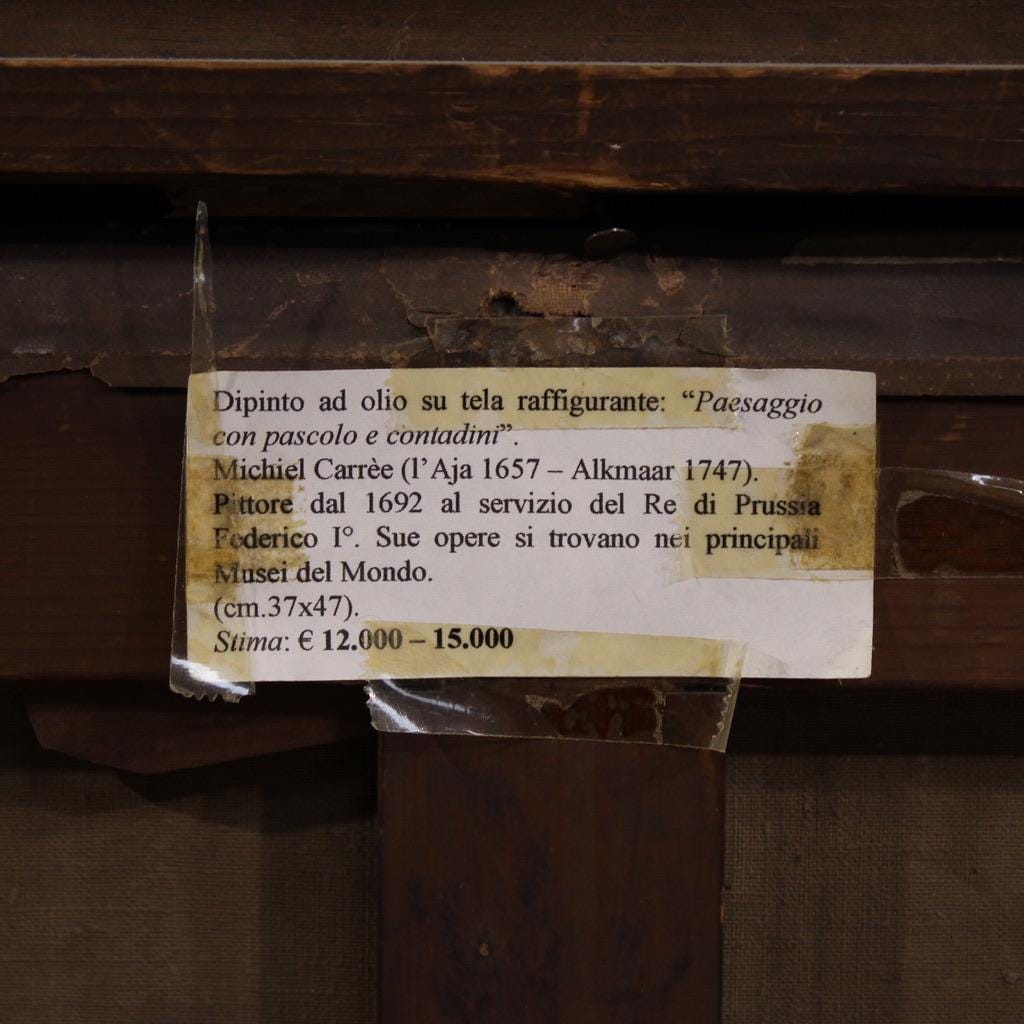 Dipinto ad olio su tela raffigurante: “Paesaggio
con pascolo e contadini”.
Michiel Carrèe (l’Aja 1657 – Alkmaar 1747).
Pittore dal 1692 al servizio del Re di Prussia
Federico I°. Sue opere si trovano nei principali
Musei del Mondo.
(cm.37x47).
Stima: € 12.000 – 15.000